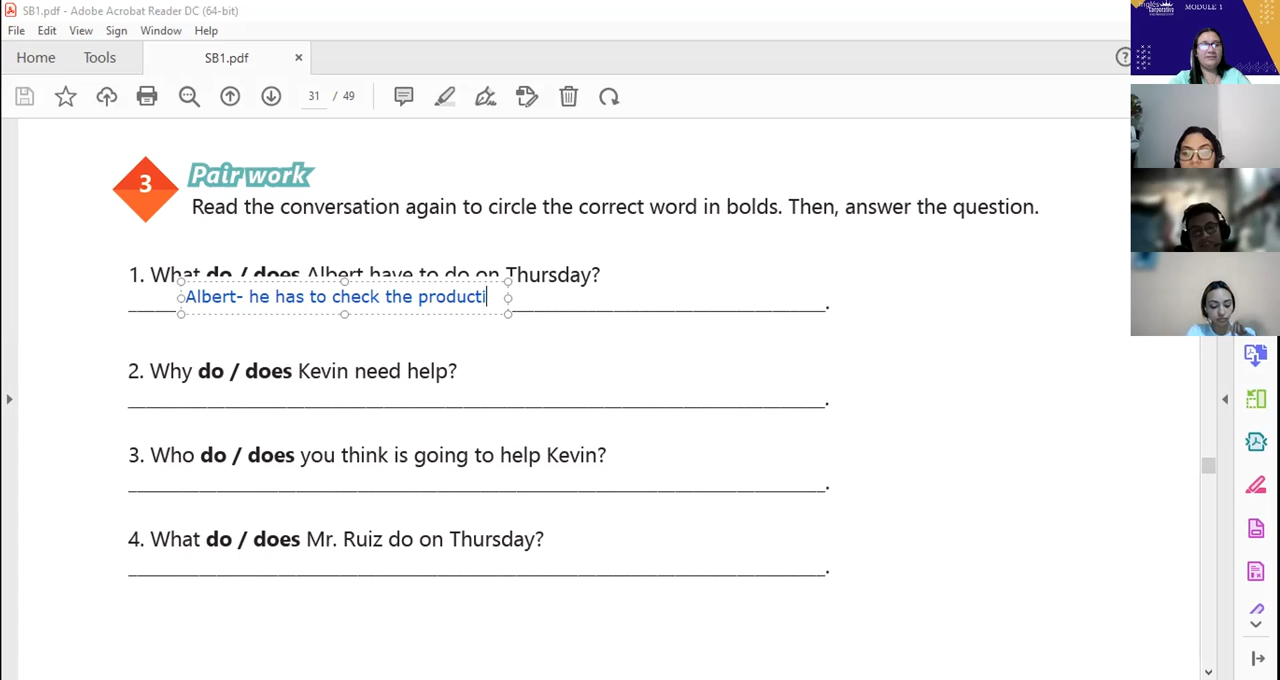 SB1.pdf - Adobe Acrobat Reader DC (64-bit)
File Edit View Sign Window Help
Home Tools SB1.pdf ×
31 / 49
MODULE 1
3 Pair work
Read the conversation again to circle the correct word in bolds. Then, answer the question.
1. What do / does Albert have to do on Thursday?
Albert- he has to check the producti
2. Why do / does Kevin need help?
3. Who do / does you think is going to help Kevin?
4. What do / does Mr. Ruiz do on Thursday?